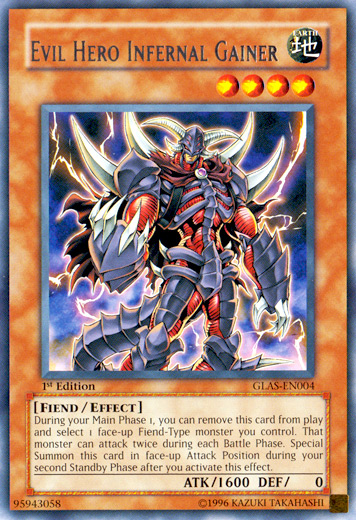 EVIL HERO INFERNAL GAINER
EARTH
地
1st Edition
GLAS-EN004
[FIEND / EFFECT]
During your Main Phase 1, you can remove this card from play
and select 1 face-up Fiend-Type monster you control. That
monster can attack twice during each Battle Phase. Special
Summon this card in face-up Attack Position during your
second Standby Phase after you activate this effect.
ATK/1600 DEF/ 0
95943058
©1996 KAZUKI TAKAHASHI